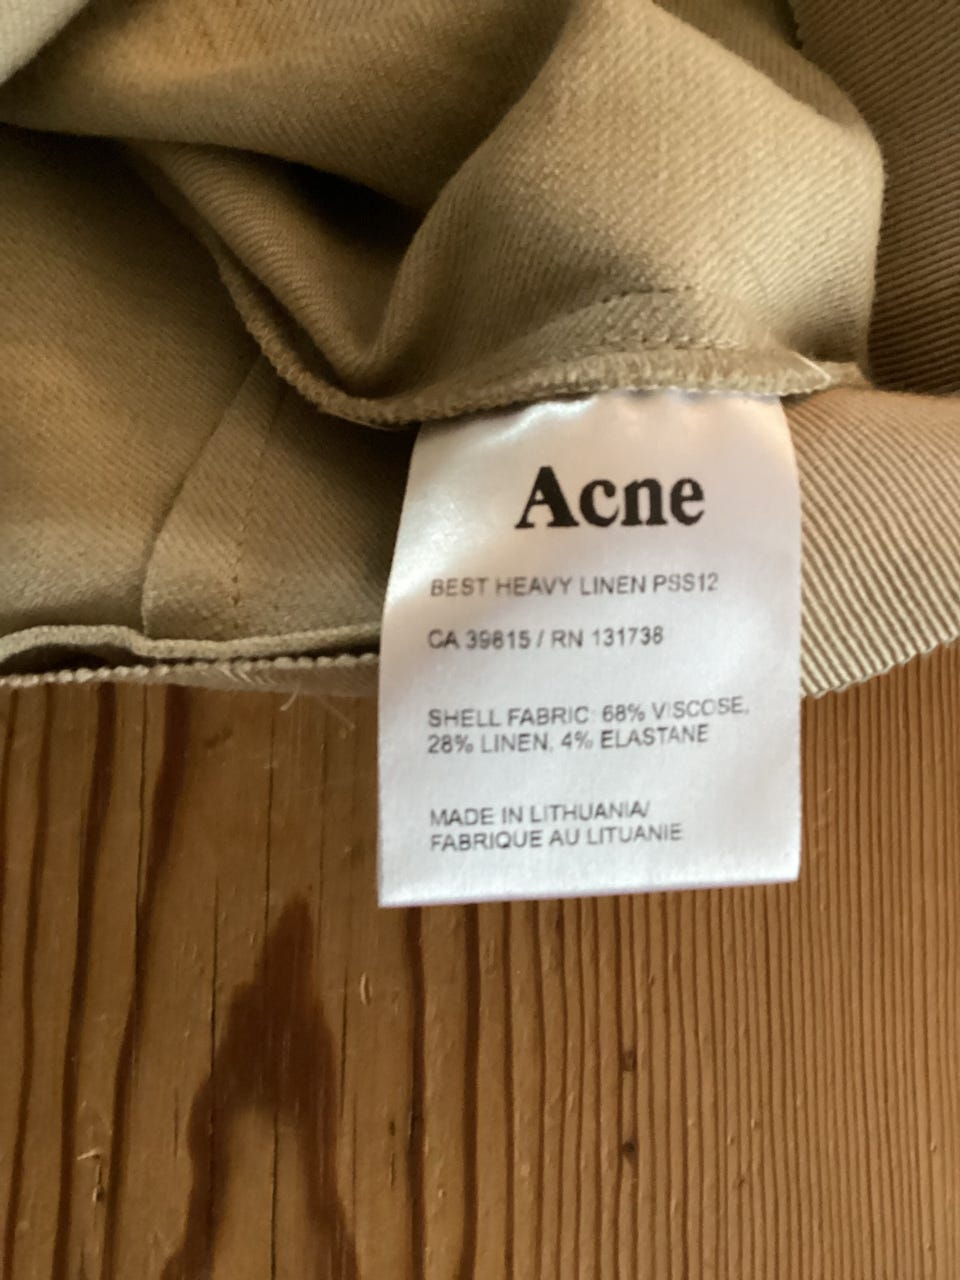 Acne
BEST HEAVY LINEN PSS12
CA 39815 / RN 131738
SHELL FABRIC: 68% VISCOSE,
28% LINEN, 4% ELASTANE
MADE IN LITHUANIA/
FABRIQUE AU LITUANIE